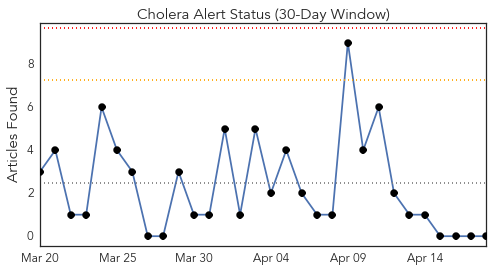 Cholera Alert Status (30-Day Window)
Articles Found
8
6
4
2
0
Mar 20
Mar 25
Mar 30
Apr 04
Apr 09
Apr 14